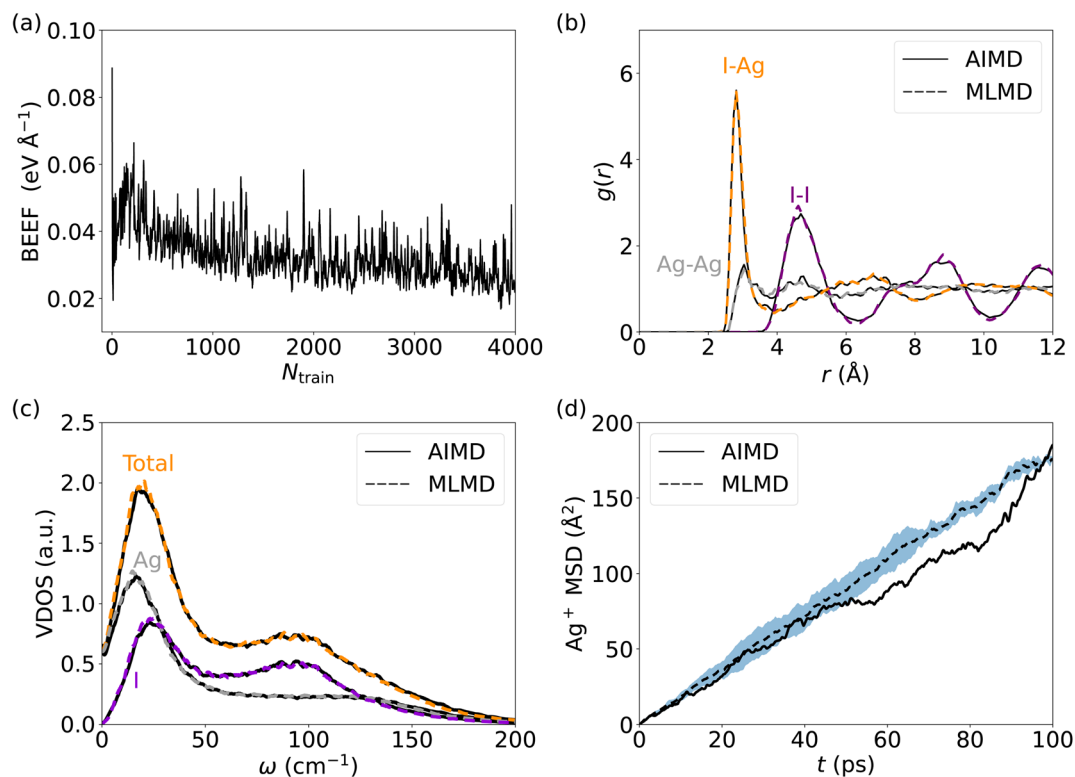 (a)
0.10
0.08
0.06
0.04
0.02
BEEF (eV Å⁻¹)
0 1000 2000 3000 4000
N_train
(b)
I-Ag
I-I
Ag-Ag
AIMD
MLMD
6
4
2
0
g(r)
0 2 4 6 8 10 12
r (Å)
(c)
2.5
2.0
1.5
1.0
0.5
0.0
VDOS (a.u.)
Total
Ag
I
AIMD
MLMD
0 50 100 150 200
ω (cm⁻¹)
(d)
200
150
100
50
0
Ag⁺ MSD (Å²)
AIMD
MLMD
0 20 40 60 80 100
t (ps)